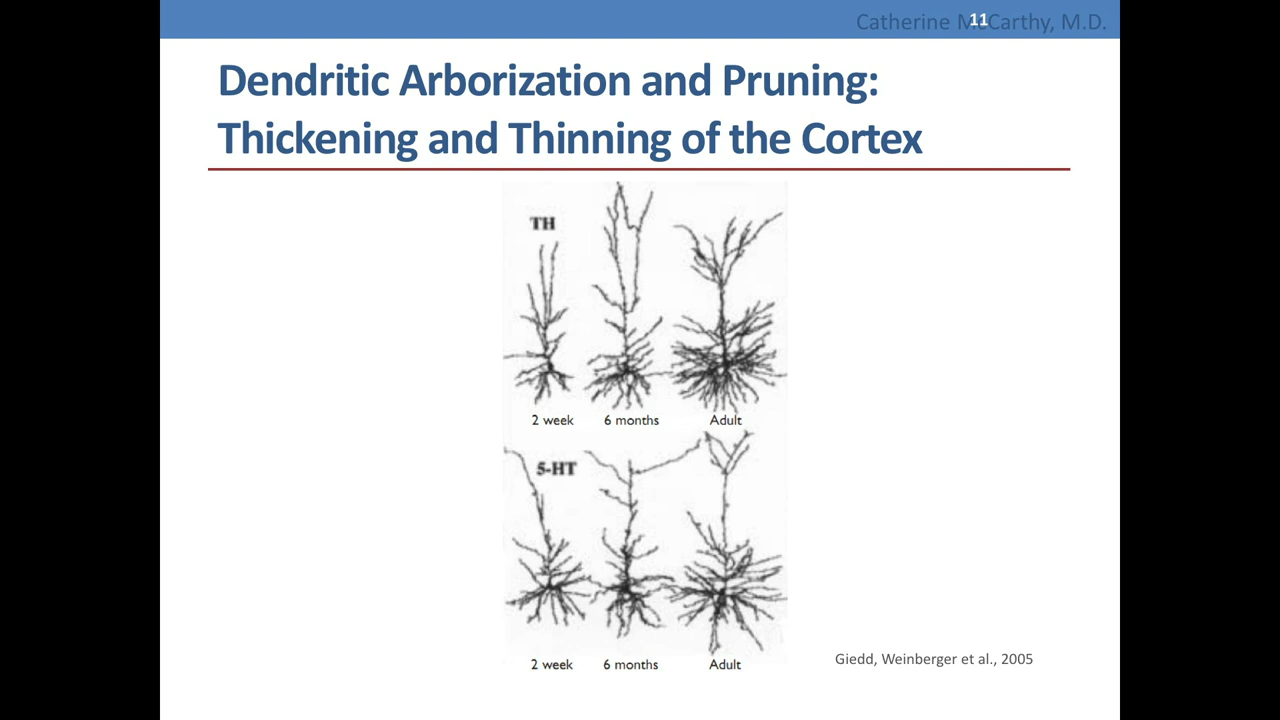 Catherine McCarthy, M.D.
11
Dendritic Arborization and Pruning:
Thickening and Thinning of the Cortex
TH
2 week 6 months Adult
5-HT
2 week 6 months Adult
Giedd, Weinberger et al., 2005